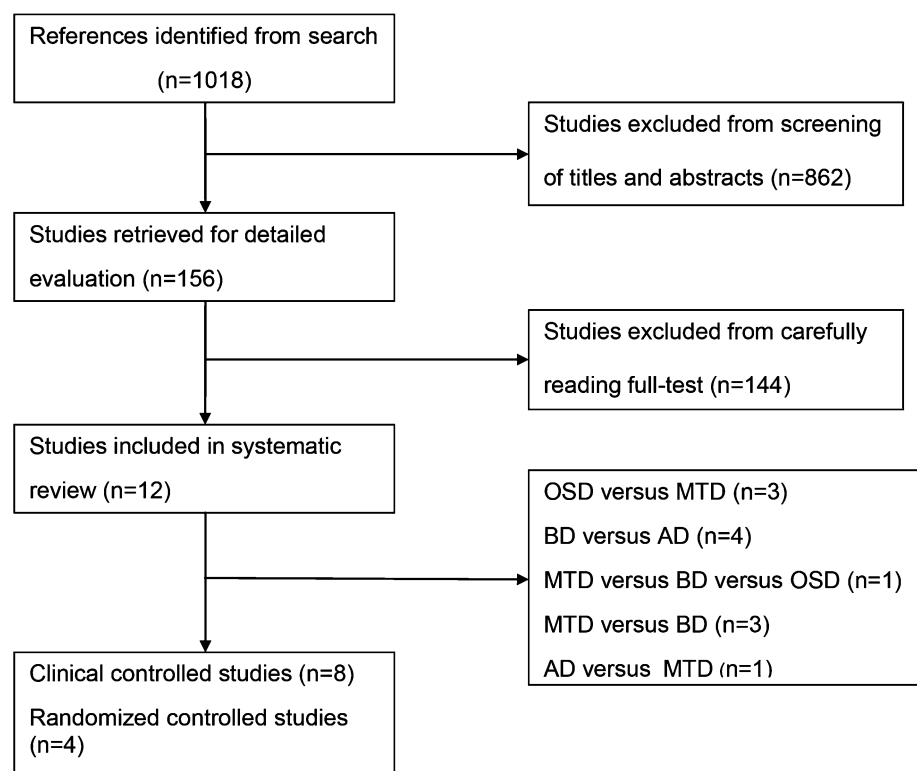 References identified from search
(n=1018)
Studies excluded from screening
of titles and abstracts (n=862)
Studies retrieved for detailed
evaluation (n=156)
Studies excluded from carefully
reading full-test (n=144)
Studies included in systematic
review (n=12)
OSD versus MTD (n=3)
BD versus AD (n=4)
MTD versus BD versus OSD (n=1)
MTD versus BD (n=3)
AD versus MTD (n=1)
Clinical controlled studies (n=8)
Randomized controlled studies
(n=4)